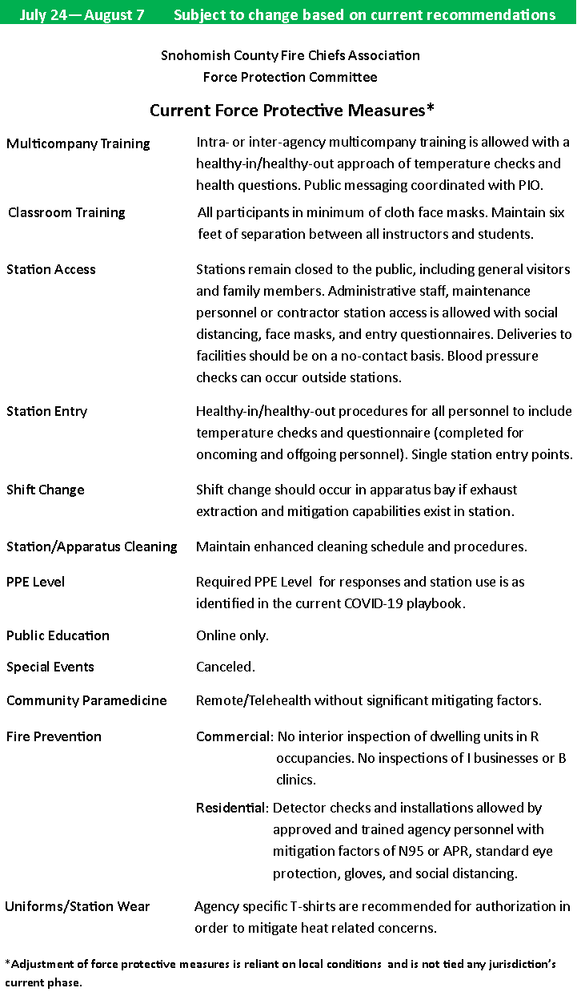 July 24—August 7 Subject to change based on current recommendations
Snohomish County Fire Chiefs Association
Force Protection Committee
Current Force Protective Measures*
Multicompany Training Intra- or inter-agency multicompany training is allowed with a
healthy-in/healthy-out approach of temperature checks and
health questions. Public messaging coordinated with PIO.
Classroom Training All participants in minimum of cloth face masks. Maintain six
feet of separation between all instructors and students.
Station Access Stations remain closed to the public, including general visitors
and family members. Administrative staff, maintenance
personnel or contractor station access is allowed with social
distancing, face masks, and entry questionnaires. Deliveries to
facilities should be on a no-contact basis. Blood pressure
checks can occur outside stations.
Station Entry Healthy-in/healthy-out procedures for all personnel to include
temperature checks and questionnaire (completed for
oncoming and offgoing personnel). Single station entry points.
Shift Change Shift change should occur in apparatus bay if exhaust
extraction and mitigation capabilities exist in station.
Station/Apparatus Cleaning Maintain enhanced cleaning schedule and procedures.
PPE Level Required PPE Level for responses and station use is as
identified in the current COVID-19 playbook.
Public Education Online only.
Special Events Canceled.
Community Paramedicine Remote/Telehealth without significant mitigating factors.
Fire Prevention Commercial: No interior inspection of dwelling units in R
occupancies. No inspections of I businesses or B
clinics.
Residential: Detector checks and installations allowed by
approved and trained agency personnel with
mitigation factors of N95 or APR, standard eye
protection, gloves, and social distancing.
Uniforms/Station Wear Agency specific T-shirts are recommended for authorization in
order to mitigate heat related concerns.
*Adjustment of force protective measures is reliant on local conditions and is not tied any jurisdiction's
current phase.